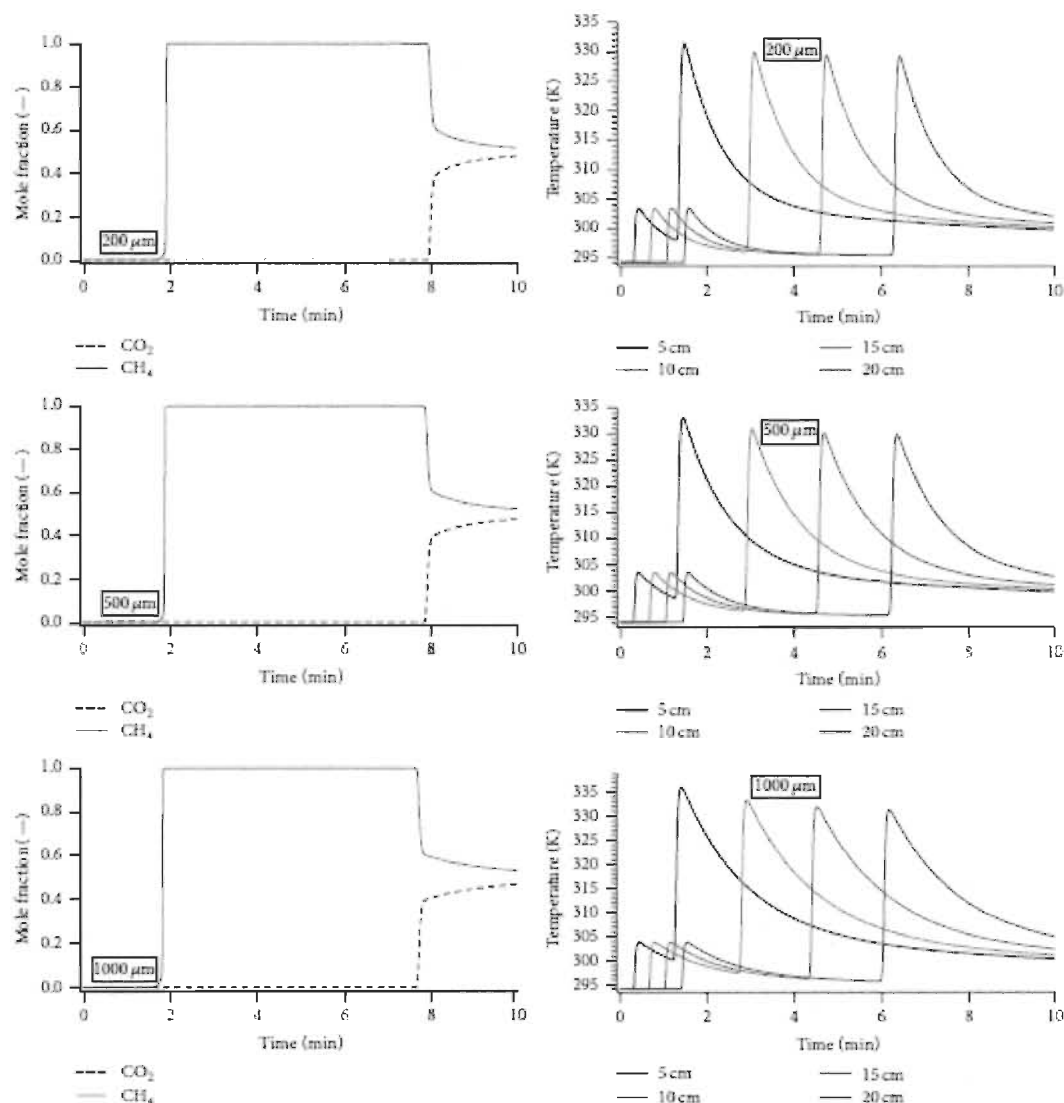 1.0
0.8
0.6
0.4
0.2
0.0
Mole fraction (—)
200 μm
0 2 4 6 8 10
Time (min)
CO₂
CH₄
335
330
325
320
315
310
305
300
295
Temperature (K)
200 μm
0 2 4 6 8 10
Time (min)
5 cm 15 cm
10 cm 20 cm
1.0
0.8
0.6
0.4
0.2
0.0
Mole fraction (—)
500 μm
0 2 4 6 8 10
Time (min)
CO₂
CH₄
335
330
325
320
315
310
305
300
295
Temperature (K)
500 μm
0 2 4 6 8 10
Time (min)
5 cm 15 cm
10 cm 20 cm
1.0
0.8
0.6
0.4
0.2
0.0
Mole fraction (—)
1000 μm
0 2 4 6 8 10
Time (min)
CO₂
CH₄
335
330
325
320
315
310
305
300
295
Temperature (K)
1000 μm
0 2 4 6 8 10
Time (min)
5 cm 15 cm
10 cm 20 cm